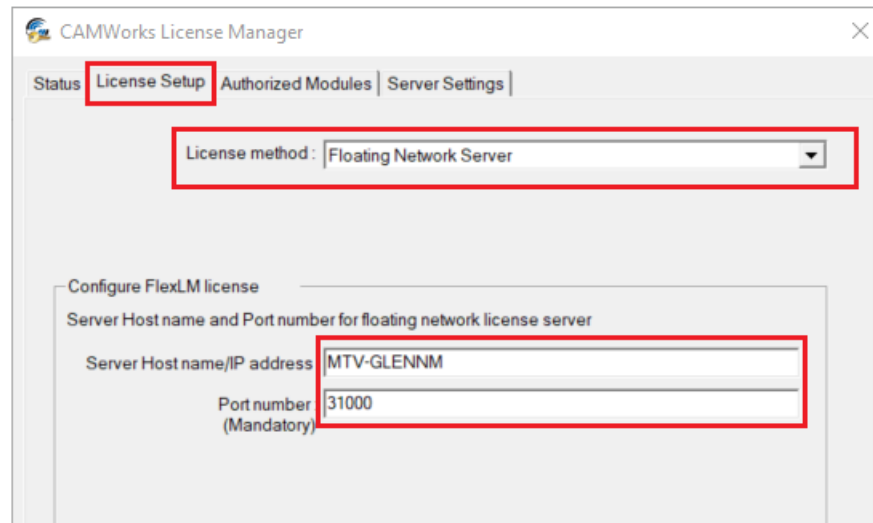 CAMWorks License Manager
Status License Setup Authorized Modules Server Settings
License method : Floating Network Server
Configure FlexLM license
Server Host name and Port number for floating network license server
Server Host name/IP address MTV-GLENNM
Port number : 31000
(Mandatory)